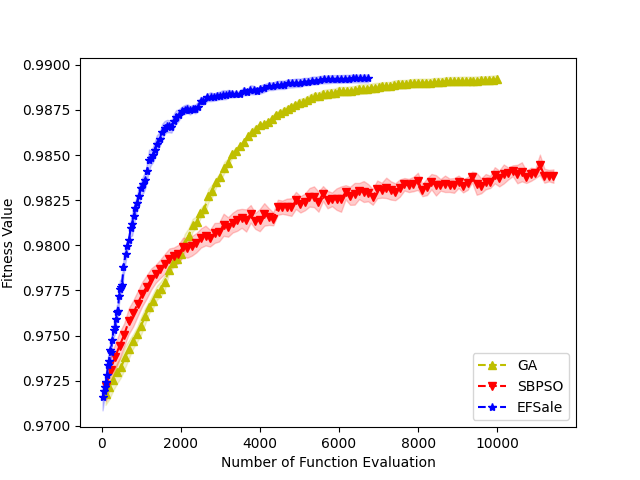 0.9900
0.9875
0.9850
0.9825
0.9800
0.9775
0.9750
0.9725
0.9700
Fitness Value
GA
SBPSO
EFSale
0 2000 4000 6000 8000 10000
Number of Function Evaluation